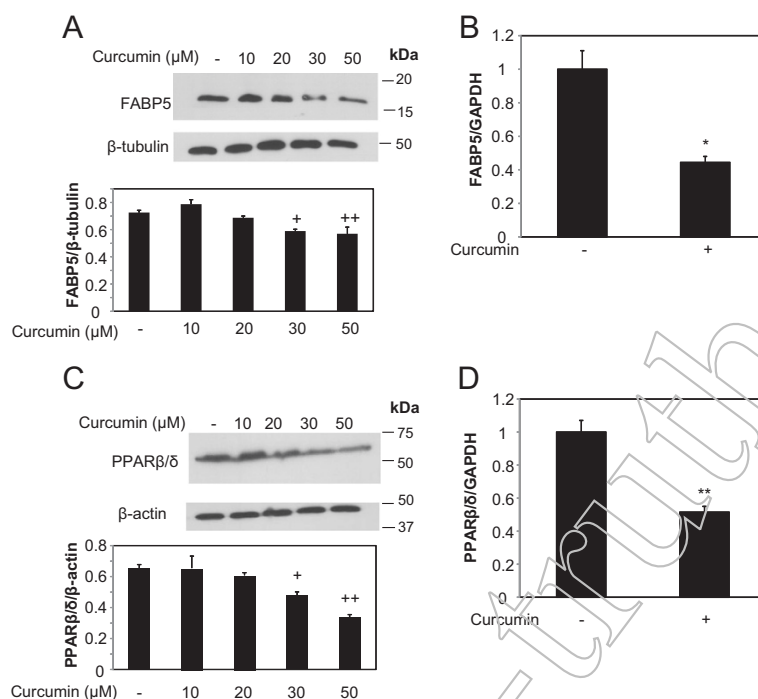 A
Curcumin (µM) - 10 20 30 50 kDa
20
FABP5
15
β-tubulin
50
0.8
0.6
0.4
0.2
0
FABP5/β-tubulin
+ ++
Curcumin (µM) - 10 20 30 50
B
1.2
1
0.8
0.6
0.4
0.2
0
FABP5/GAPDH
*
Curcumin - +
C
Curcumin (µM) - 10 20 30 50 kDa
75
PPARβ/δ
50
β-actin
50
37
0.8
0.6
0.4
0.2
0
PPARβ/δ/β-actin
+ ++
Curcumin (µM) - 10 20 30 50
D
1.2
1
0.8
0.6
0.4
0.2
0
PPARβ/δ/GAPDH
**
Curcumin - +
-truth